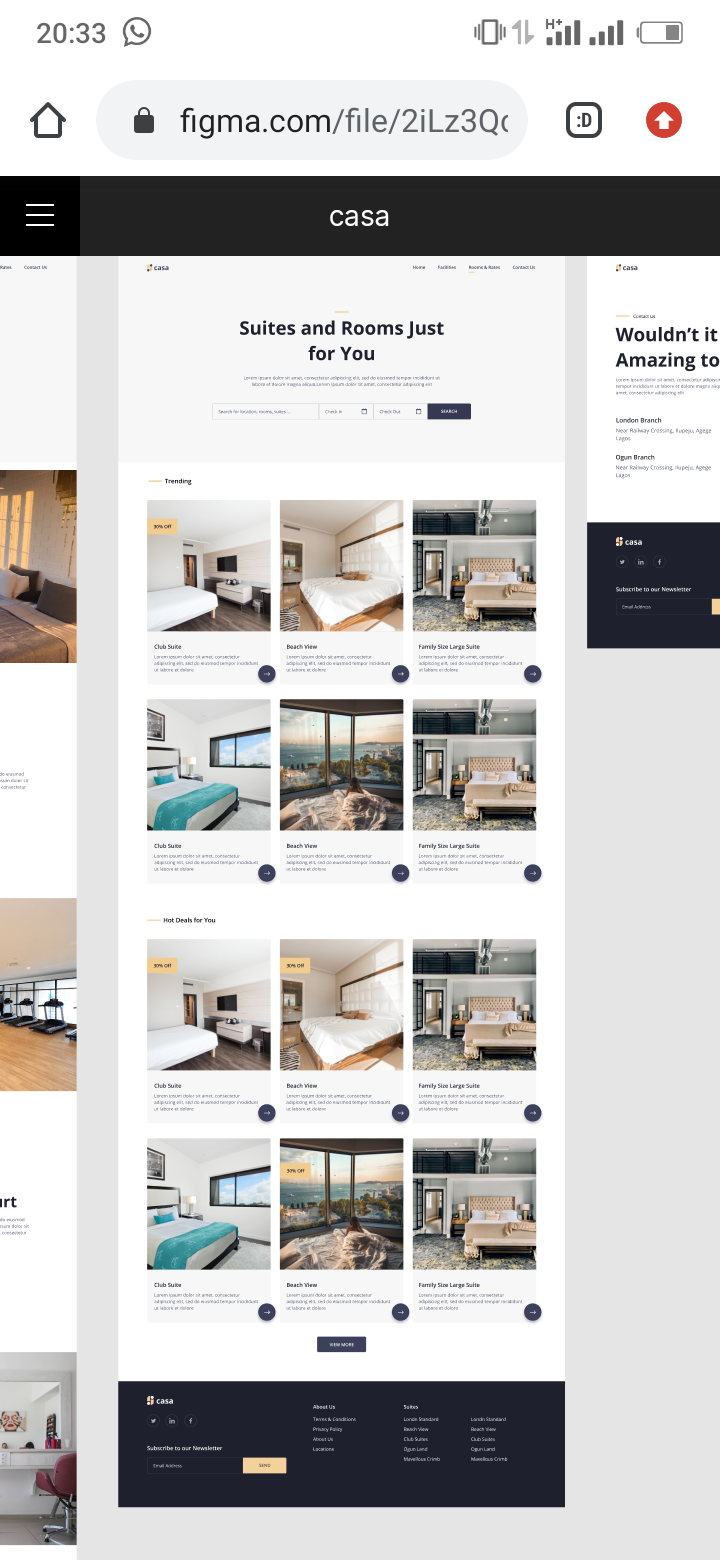 20:33
H+
figma.com/file/2iLz3Qc
:D
casa
Rates Contact Us
casa
Home Facilities Rooms & Rates Contact Us
Suites and Rooms Just
for You
Lorem ipsum dolor sit amet, consectetur adipiscing elit, sed do eiusmod tempor incididunt ut
labore et dolore magna aliqua.Lorem ipsum dolor sit amet, consectetur adipiscing elit
Search for location, rooms, suites ...
Check In
Check Out
SEARCH
Trending
30% Off
Club Suite
Lorem ipsum dolor sit amet, consectetur
adipiscing elit, sed do eiusmod tempor incididunt
ut labore et dolore
Beach View
Lorem ipsum dolor sit amet, consectetur
adipiscing elit, sed do eiusmod tempor incididunt
ut labore et dolore
Family Size Large Suite
Lorem ipsum dolor sit amet, consectetur
adipiscing elit, sed do eiusmod tempor incididunt
ut labore et dolore
Club Suite
Lorem ipsum dolor sit amet, consectetur
adipiscing elit, sed do eiusmod tempor incididunt
ut labore et dolore
Beach View
Lorem ipsum dolor sit amet, consectetur
adipiscing elit, sed do eiusmod tempor incididunt
ut labore et dolore
Family Size Large Suite
Lorem ipsum dolor sit amet, consectetur
adipiscing elit, sed do eiusmod tempor incididunt
ut labore et dolore
Hot Deals for You
30% Off
30% Off
Club Suite
Lorem ipsum dolor sit amet, consectetur
adipiscing elit, sed do eiusmod tempor incididunt
ut labore et dolore
Beach View
Lorem ipsum dolor sit amet, consectetur
adipiscing elit, sed do eiusmod tempor incididunt
ut labore et dolore
Family Size Large Suite
Lorem ipsum dolor sit amet, consectetur
adipiscing elit, sed do eiusmod tempor incididunt
ut labore et dolore
30% Off
Club Suite
Lorem ipsum dolor sit amet, consectetur
adipiscing elit, sed do eiusmod tempor incididunt
ut labore et dolore
Beach View
Lorem ipsum dolor sit amet, consectetur
adipiscing elit, sed do eiusmod tempor incididunt
ut labore et dolore
Family Size Large Suite
Lorem ipsum dolor sit amet, consectetur
adipiscing elit, sed do eiusmod tempor incididunt
ut labore et dolore
VIEW MORE
casa
Subscribe to our Newsletter
Email Address
SEND
About Us
Terms & Conditions
Privacy Policy
About Us
Locations
Suites
Londn Standard
Beach View
Club Suites
Ogun Land
Mavellous Crimb
Londn Standard
Beach View
Club Suites
Ogun Land
Mavellous Crimb
casa
Contact Us
Wouldn't it
Amazing to
Lorem ipsum dolor sit amet, consectetur adipiscing
tempor incididunt ut labore et dolore magna aliqua
amet, consectetur adipiscing elit
London Branch
Near Railway Crossing, Ilupeju, Agege
Lagos
Ogun Branch
Near Railway Crossing, Ilupeju, Agege
Lagos
casa
Subscribe to our Newsletter
Email Address
do eiusmod
ipsum dolor sit
consectetur
urt
do eiusmod
ipsum dolor sit
consectetur